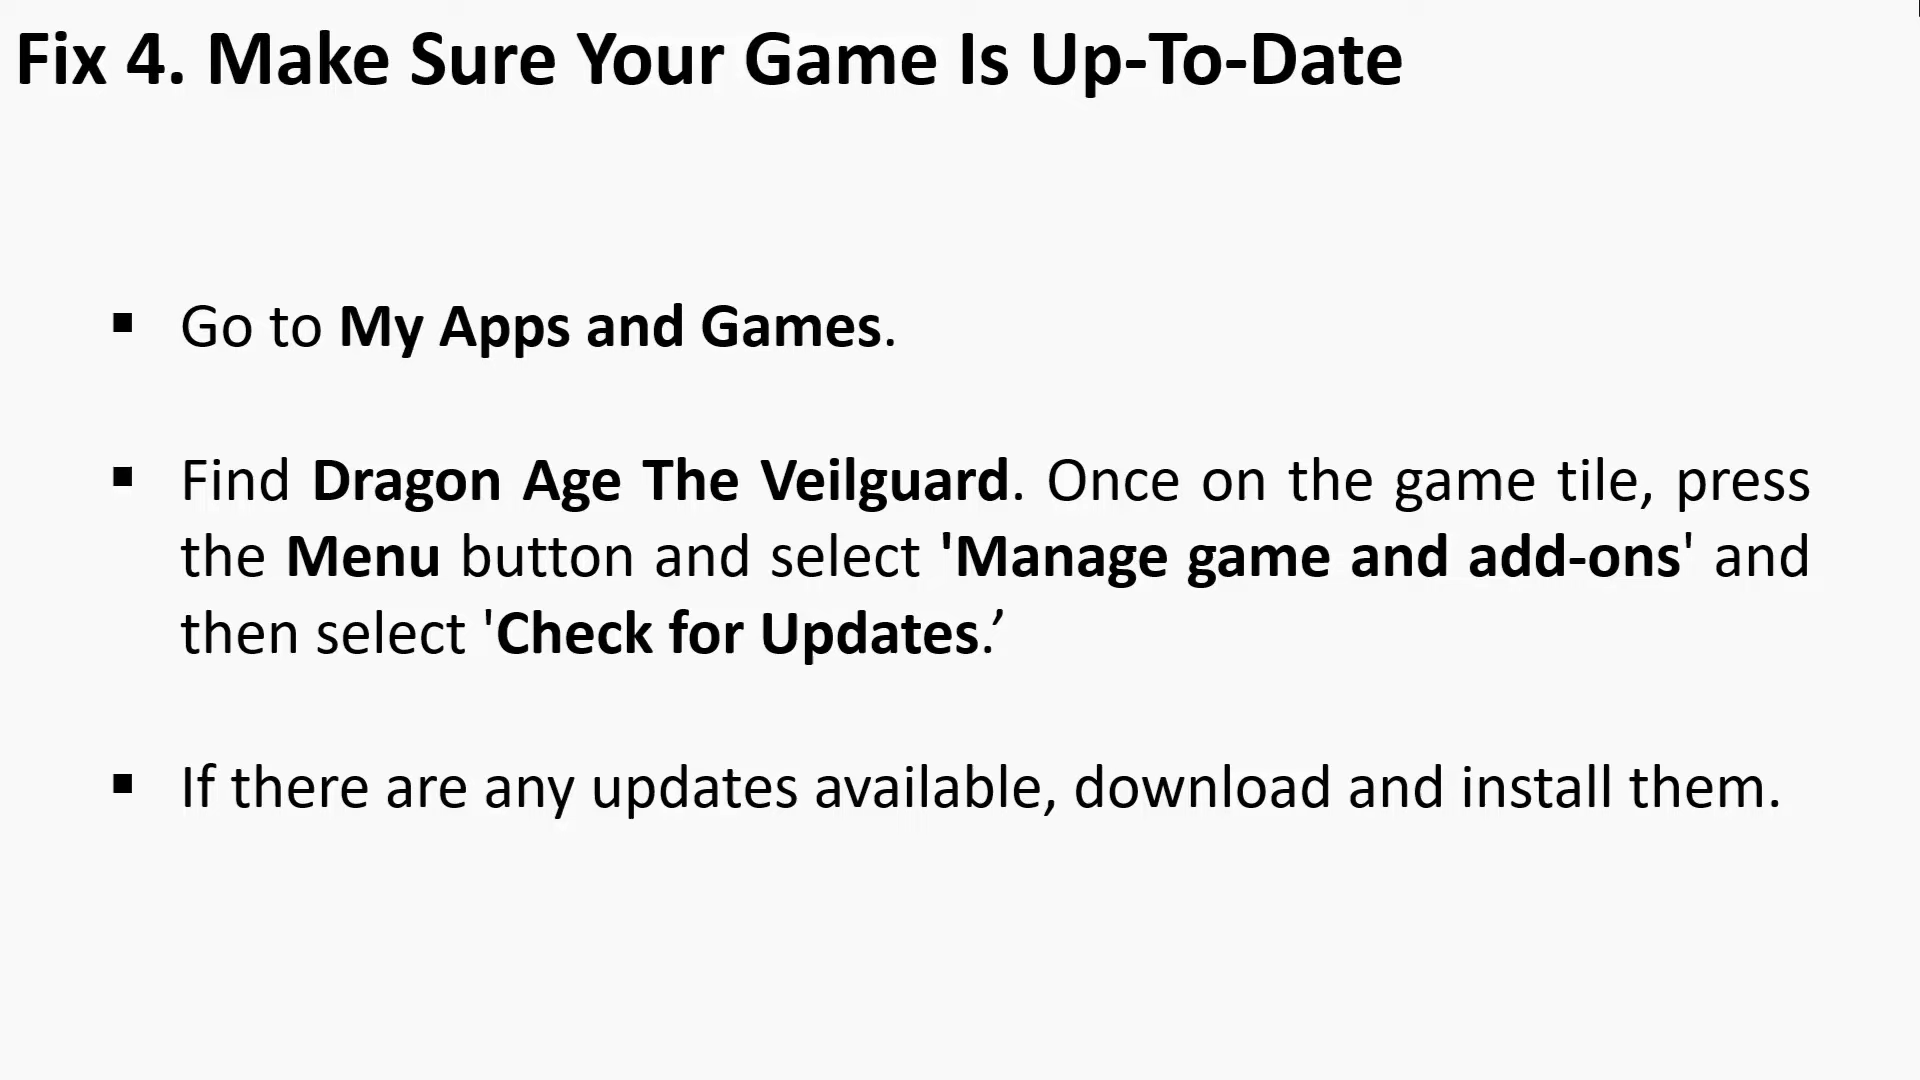 Fix 4. Make Sure Your Game Is Up-To-Date
▪ Go to My Apps and Games.
▪ Find Dragon Age The Veilguard. Once on the game tile, press
the Menu button and select 'Manage game and add-ons' and
then select 'Check for Updates.’
▪ If there are any updates available, download and install them.